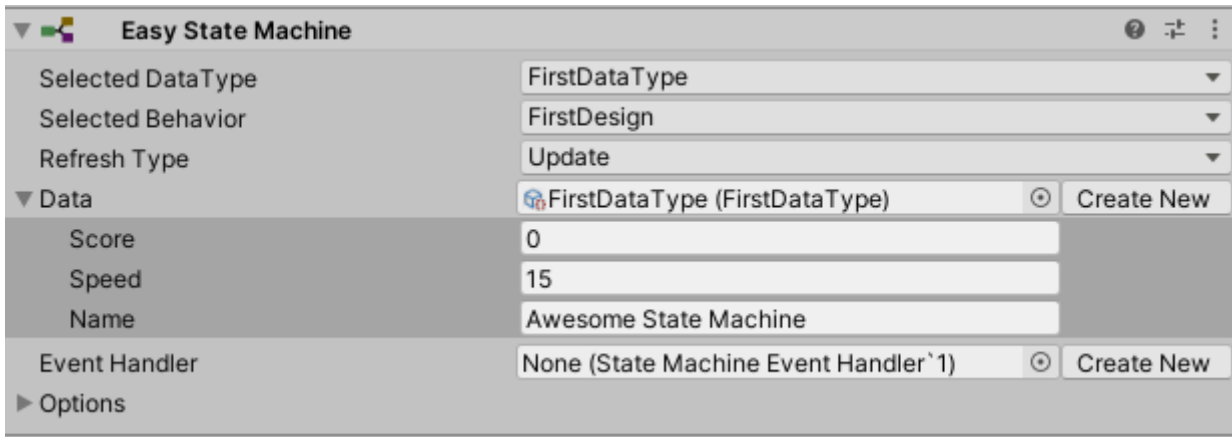 Easy State Machine
Selected DataType FirstDataType
Selected Behavior FirstDesign
Refresh Type Update
Data FirstDataType (FirstDataType) Create New
Score 0
Speed 15
Name Awesome State Machine
Event Handler None (State Machine Event Handler`1) Create New
Options